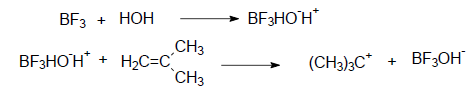 BF3 + HOH BF3HO-H+
CH3
BF3HO-H+ + H2C=C (CH3)3C+ + BF3OH-
CH3